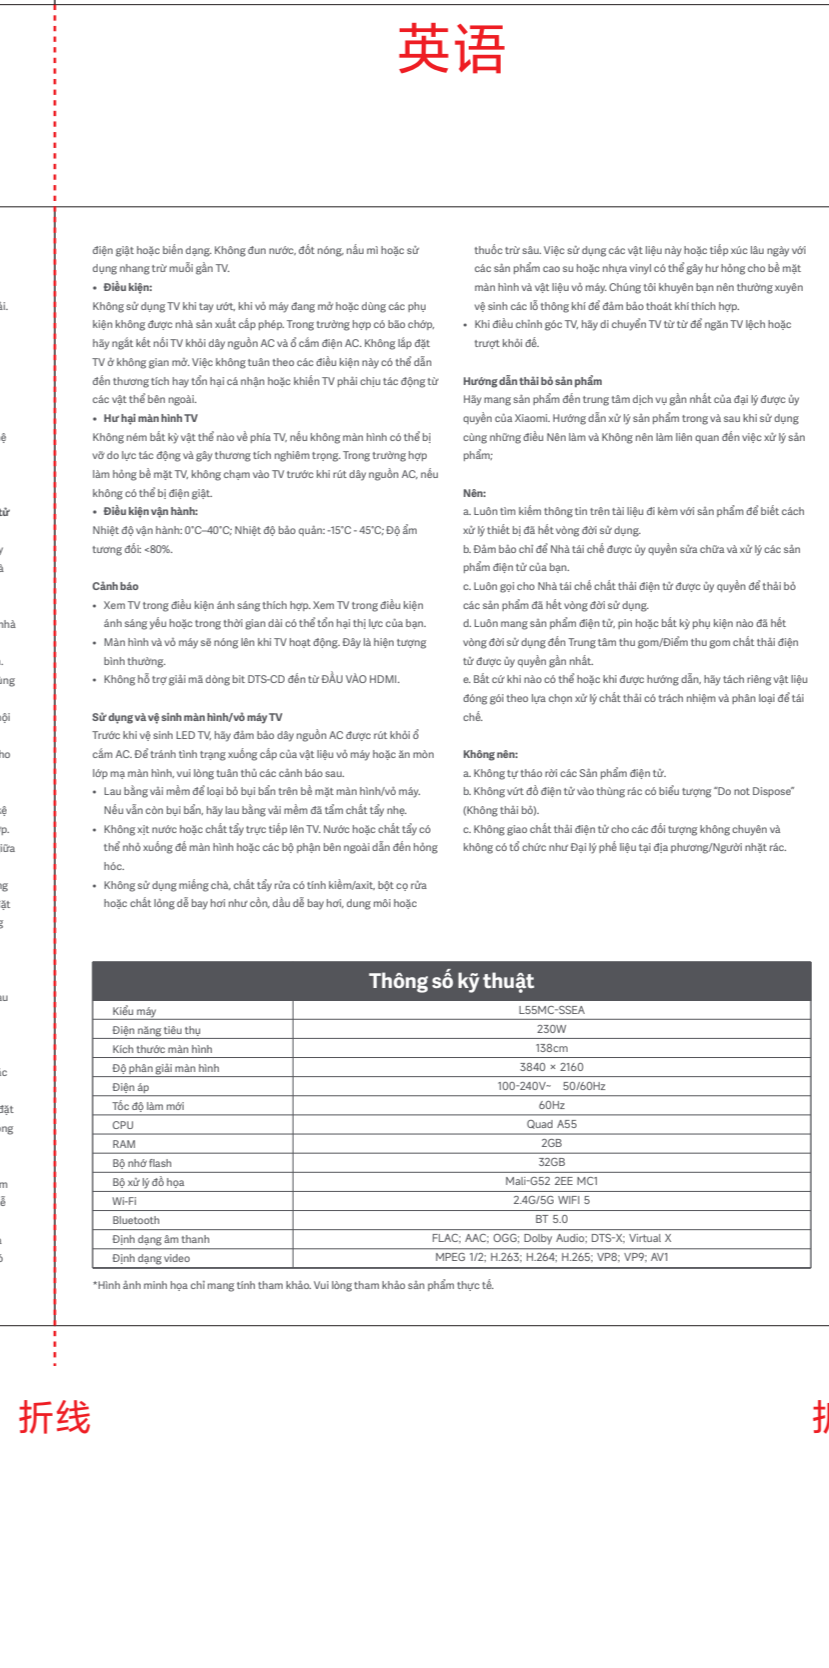 英语
ái.
ệ
tử
y
à
nhà
ùng
ội
ho
kệ
ợp.
iữa
ng
đặt
g
au
ặc
đặt
ộng
m
ễ
ó
điện giật hoặc biến dạng. Không đun nước, đốt nóng, nấu mì hoặc sử
dụng nhang trừ muỗi gần TV.
• Điều kiện:
Không sử dụng TV khi tay ướt, khi vỏ máy đang mở hoặc dùng các phụ
kiện không được nhà sản xuất cấp phép. Trong trường hợp có bão chớp,
hãy ngắt kết nối TV khỏi dây nguồn AC và ổ cắm điện AC. Không lắp đặt
TV ở không gian mở. Việc không tuân theo các điều kiện này có thể dẫn
đến thương tích hay tổn hại cá nhân hoặc khiến TV phải chịu tác động từ
các vật thể bên ngoài.
• Hư hại màn hình TV
Không ném bất kỳ vật thể nào về phía TV, nếu không màn hình có thể bị
vỡ do lực tác động và gây thương tích nghiêm trọng. Trong trường hợp
làm hỏng bề mặt TV, không chạm vào TV trước khi rút dây nguồn AC, nếu
không có thể bị điện giật.
• Điều kiện vận hành:
Nhiệt độ vận hành: 0°C–40°C; Nhiệt độ bảo quản: -15°C - 45°C; Độ ẩm
tương đối: <80%.
Cảnh báo
• Xem TV trong điều kiện ánh sáng thích hợp. Xem TV trong điều kiện
ánh sáng yếu hoặc trong thời gian dài có thể tổn hại thị lực của bạn.
• Màn hình và vỏ máy sẽ nóng lên khi TV hoạt động. Đây là hiện tượng
bình thường.
• Không hỗ trợ giải mã dòng bit DTS-CD đến từ ĐẦU VÀO HDMI.
Sử dụng và vệ sinh màn hình/vỏ máy TV
Trước khi vệ sinh LED TV, hãy đảm bảo dây nguồn AC được rút khỏi ổ
cắm AC. Để tránh tình trạng xuống cấp của vật liệu vỏ máy hoặc ăn mòn
lớp mạ màn hình, vui lòng tuân thủ các cảnh báo sau.
• Lau bằng vải mềm để loại bỏ bụi bẩn trên bề mặt màn hình/vỏ máy.
Nếu vẫn còn bụi bẩn, hãy lau bằng vải mềm đã tẩm chất tẩy nhẹ.
• Không xịt nước hoặc chất tẩy trực tiếp lên TV. Nước hoặc chất tẩy có
thể nhỏ xuống đế màn hình hoặc các bộ phận bên ngoài dẫn đến hỏng
hóc.
• Không sử dụng miếng chà, chất tẩy rửa có tính kiềm/axit, bột cọ rửa
hoặc chất lỏng dễ bay hơi như cồn, dầu dễ bay hơi, dung môi hoặc
thuốc trừ sâu. Việc sử dụng các vật liệu này hoặc tiếp xúc lâu ngày với
các sản phẩm cao su hoặc nhựa vinyl có thể gây hư hỏng cho bề mặt
màn hình và vật liệu vỏ máy. Chúng tôi khuyên bạn nên thường xuyên
vệ sinh các lỗ thông khí để đảm bảo thoát khí thích hợp.
• Khi điều chỉnh góc TV, hãy di chuyển TV từ từ để ngăn TV lệch hoặc
trượt khỏi đế.
Hướng dẫn thải bỏ sản phẩm
Hãy mang sản phẩm đến trung tâm dịch vụ gần nhất của đại lý được ủy
quyền của Xiaomi. Hướng dẫn xử lý sản phẩm trong và sau khi sử dụng
cùng những điều Nên làm và Không nên làm liên quan đến việc xử lý sản
phẩm;
Nên:
a. Luôn tìm kiếm thông tin trên tài liệu đi kèm với sản phẩm để biết cách
xử lý thiết bị đã hết vòng đời sử dụng.
b. Đảm bảo chỉ để Nhà tái chế được ủy quyền sửa chữa và xử lý các sản
phẩm điện tử của bạn.
c. Luôn gọi cho Nhà tái chế chất thải điện tử được ủy quyền để thải bỏ
các sản phẩm đã hết vòng đời sử dụng.
d. Luôn mang sản phẩm điện tử, pin hoặc bất kỳ phụ kiện nào đã hết
vòng đời sử dụng đến Trung tâm thu gom/Điểm thu gom chất thải điện
tử được ủy quyền gần nhất.
e. Bất cứ khi nào có thể hoặc khi được hướng dẫn, hãy tách riêng vật liệu
đóng gói theo lựa chọn xử lý chất thải có trách nhiệm và phân loại để tái
chế.
Không nên:
a. Không tự tháo rời các Sản phẩm điện tử.
b. Không vứt đồ điện tử vào thùng rác có biểu tượng “Do not Dispose”
(Không thải bỏ).
c. Không giao chất thải điện tử cho các đối tượng không chuyên và
không có tổ chức như Đại lý phế liệu tại địa phương/Người nhặt rác.
Thông số kỹ thuật
Kiểu máy L55MC-SSEA
Điện năng tiêu thụ 230W
Kích thước màn hình 138cm
Độ phân giải màn hình 3840 × 2160
Điện áp 100-240V~ 50/60Hz
Tốc độ làm mới 60Hz
CPU Quad A55
RAM 2GB
Bộ nhớ flash 32GB
Bộ xử lý đồ họa Mali-G52 2EE MC1
Wi-Fi 2.4G/5G WIFI 5
Bluetooth BT 5.0
Định dạng âm thanh FLAC; AAC; OGG; Dolby Audio; DTS-X; Virtual X
Định dạng video MPEG 1/2; H.263; H.264; H.265; VP8; VP9; AV1
*Hình ảnh minh họa chỉ mang tính tham khảo. Vui lòng tham khảo sản phẩm thực tế.
折线